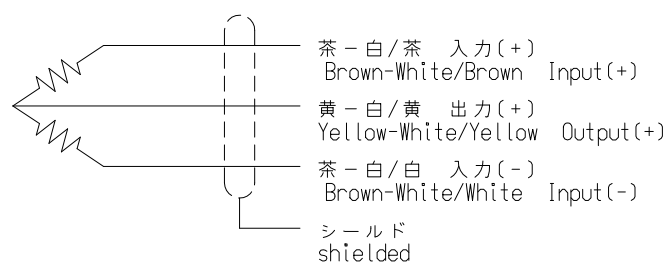 茶－白/茶　入力(+)
Brown-White/Brown Input(+)
黄－白/黄　出力(+)
Yellow-White/Yellow Output(+)
茶－白/白　入力(-)
Brown-White/White Input(-)
シールド
shielded